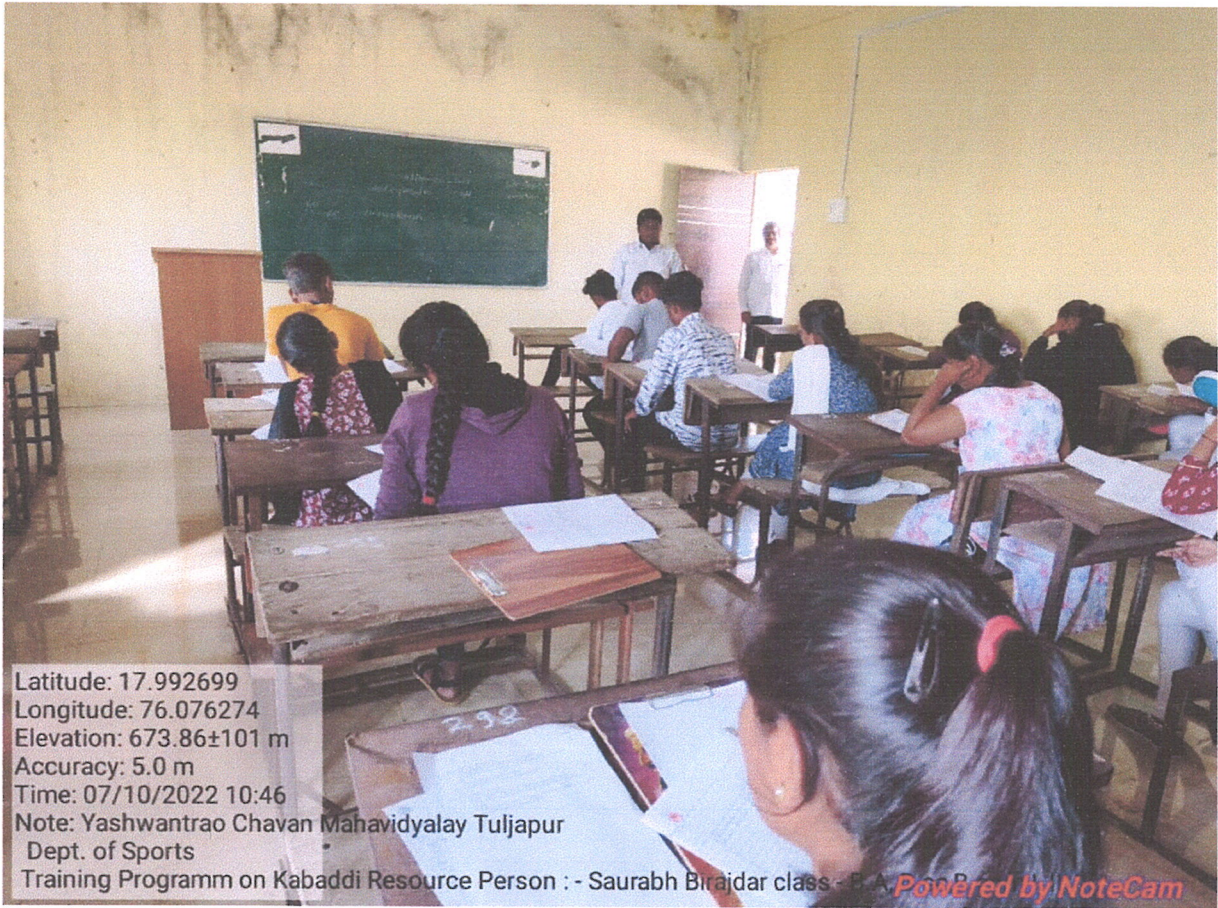 298
Latitude: 17.992699
Longitude: 76.076274
Elevation: 673.86±101 m
Accuracy: 5.0 m
Time: 07/10/2022 10:46
Note: Yashwantrao Chavan Mahavidyalay Tuljapur
Dept. of Sports
Training Programm on Kabaddi Resource Person : - Saurabh Birajdar class - B.A.
Powered by NoteCam